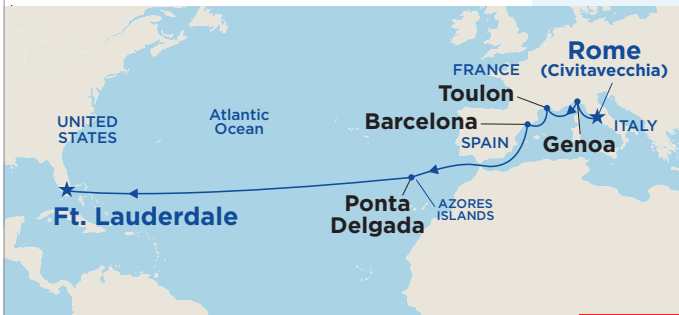 Rome
(Civitavecchia)
FRANCE
Toulon
Barcelona
UNITED
STATES
Atlantic
Ocean
ITALY
SPAIN
Genoa
Ponta
Delgada
AZORES
ISLANDS
Ft. Lauderdale